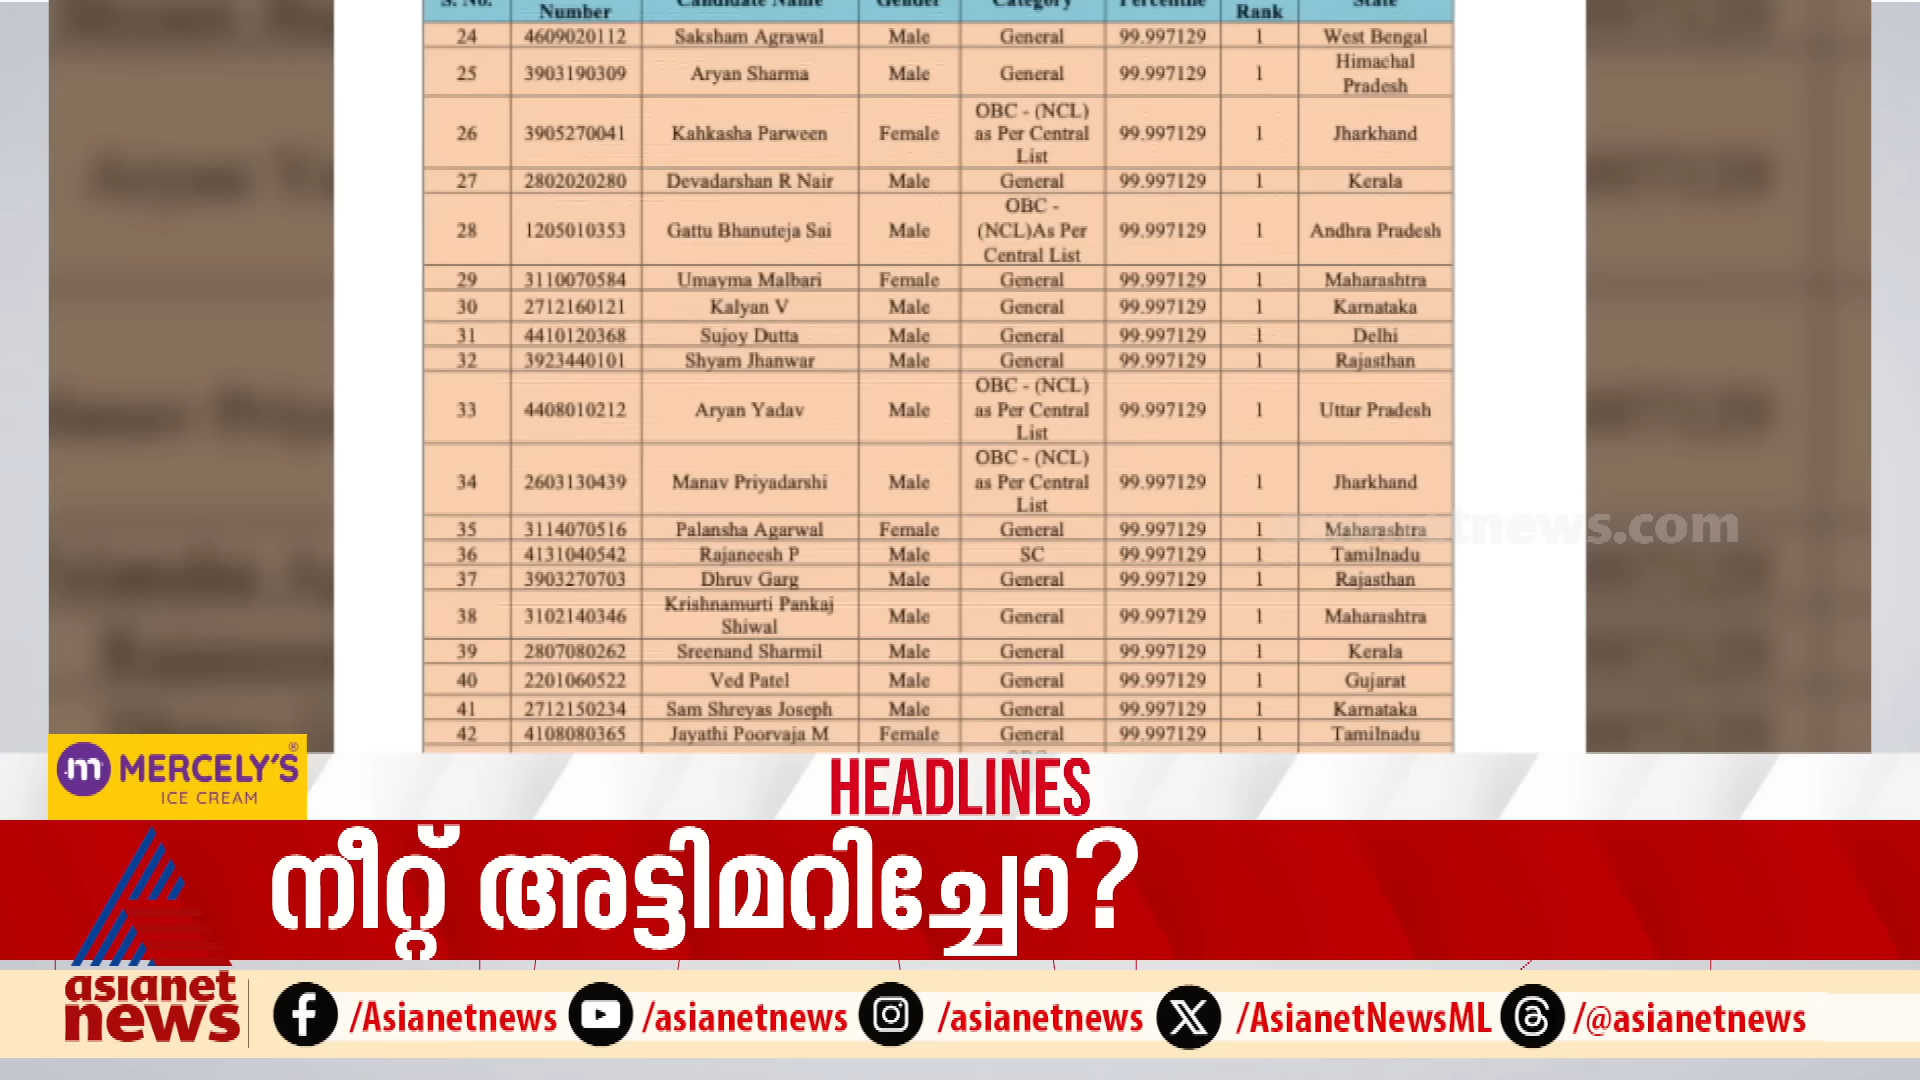 S. No. Number Candidate Name Gender Category Percentile Rank State
24 4609020112 Saksham Agrawal Male General 99.997129 1 West Bengal
25 3903190309 Aryan Sharma Male General 99.997129 1 Himachal Pradesh
26 3905270041 Kahkasha Parween Female OBC - (NCL) as Per Central List 99.997129 1 Jharkhand
27 2802020280 Devadarshan R Nair Male General 99.997129 1 Kerala
28 1205010353 Gattu Bhanuteja Sai Male OBC - (NCL)As Per Central List 99.997129 1 Andhra Pradesh
29 3110070584 Umayma Malbari Female General 99.997129 1 Maharashtra
30 2712160121 Kalyan V Male General 99.997129 1 Karnataka
31 4410120368 Sujoy Dutta Male General 99.997129 1 Delhi
32 3923440101 Shyam Jhanwar Male General 99.997129 1 Rajasthan
33 4408010212 Aryan Yadav Male OBC - (NCL) as Per Central List 99.997129 1 Uttar Pradesh
34 2603130439 Manav Priyadarshi Male OBC - (NCL) as Per Central List 99.997129 1 Jharkhand
35 3114070516 Palansha Agarwal Female General 99.997129 1 Maharashtra
36 4131040542 Rajaneesh P Male SC 99.997129 1 Tamilnadu
37 3903270703 Dhruv Garg Male General 99.997129 1 Rajasthan
38 3102140346 Krishnamurti Pankaj Shiwal Male General 99.997129 1 Maharashtra
39 2807080262 Sreenand Sharmil Male General 99.997129 1 Kerala
40 2201060522 Ved Patel Male General 99.997129 1 Gujarat
41 2712150234 Sam Shreyas Joseph Male General 99.997129 1 Karnataka
42 4108080365 Jayathi Poorvaja M Female General 99.997129 1 Tamilnadu
MERCELY'S®
ICE CREAM
HEADLINES
നീറ്റ് അട്ടിമറിച്ചോ?
asianet
news
/Asianetnews /asianetnews /asianetnews /AsianetNewsML /@asianetnews